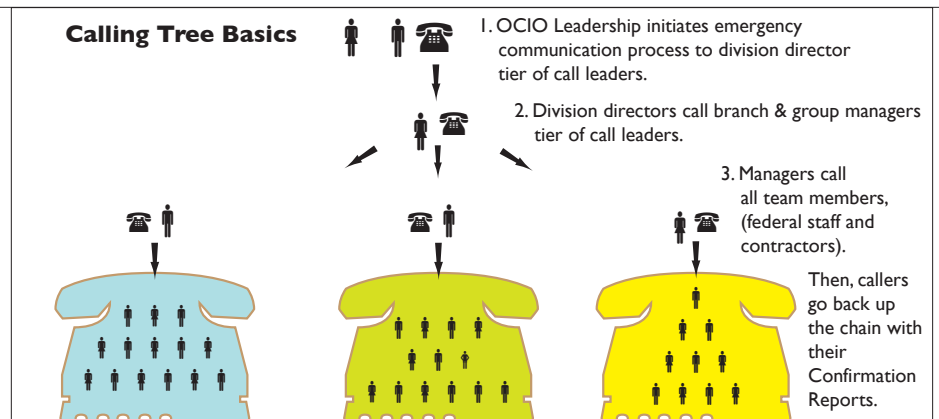 Calling Tree Basics
1. OCIO Leadership initiates emergency
communication process to division director
tier of call leaders.
2. Division directors call branch & group managers
tier of call leaders.
3. Managers call
all team members,
(federal staff and
contractors).
Then, callers
go back up
the chain with
their
Confirmation
Reports.